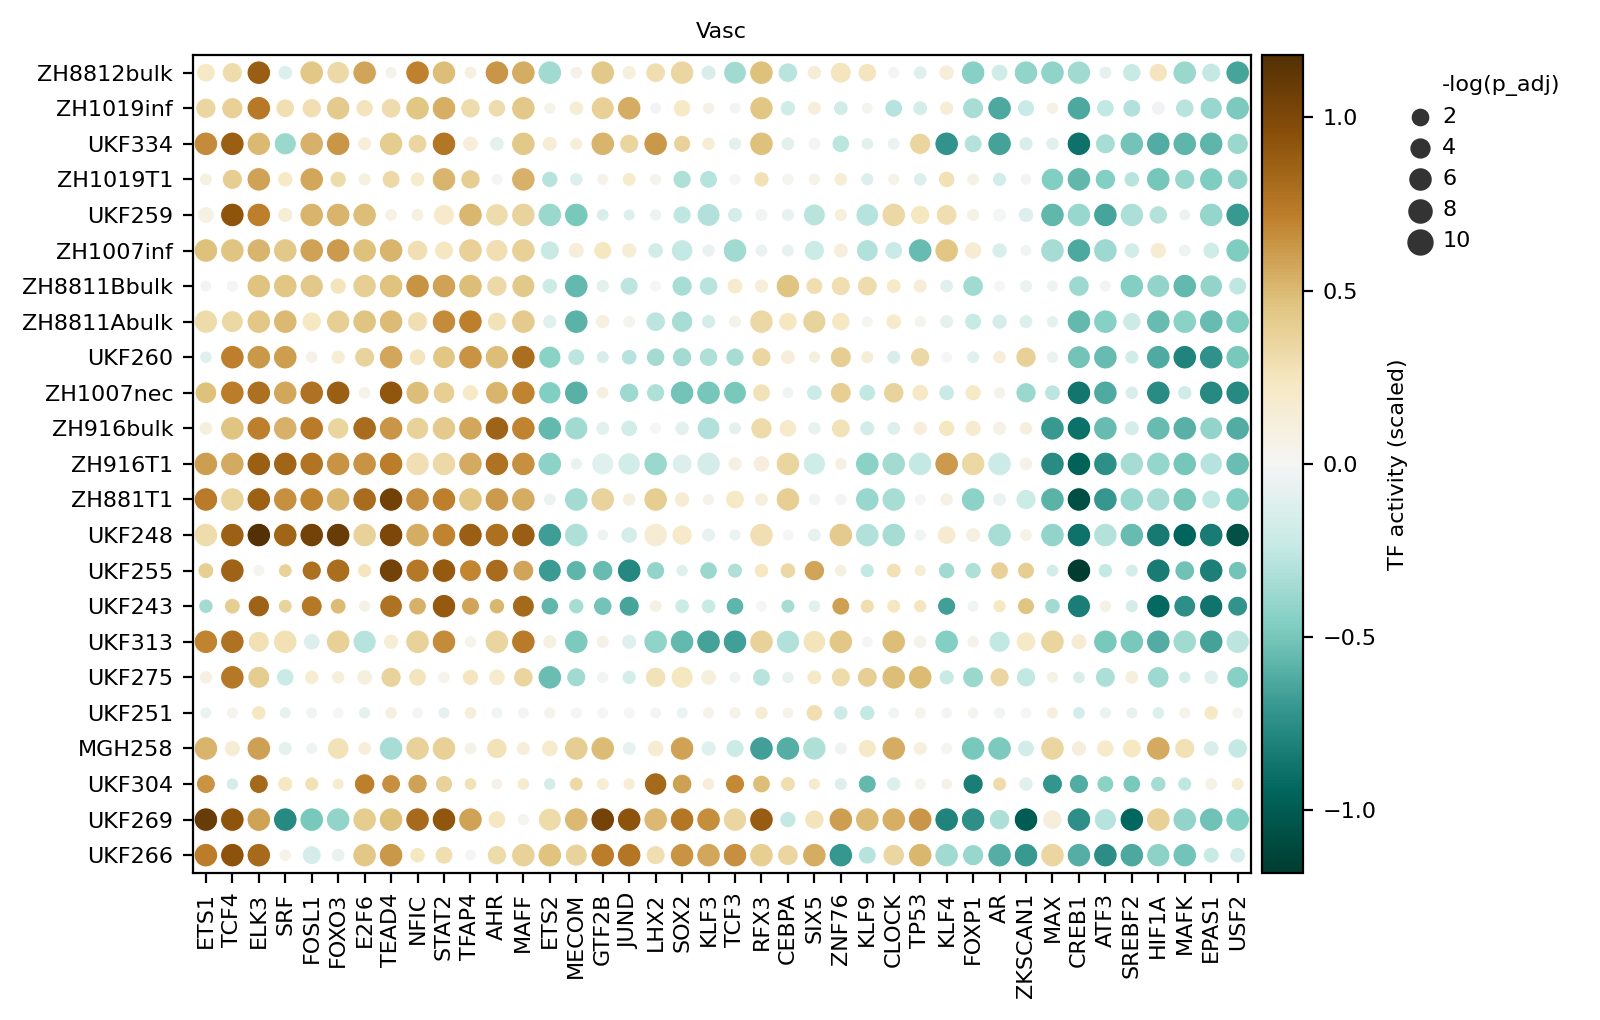 Vasc
ZH8812bulk
ZH1019inf
UKF334
ZH1019T1
UKF259
ZH1007inf
ZH8811Bbulk
ZH8811Abulk
UKF260
ZH1007nec
ZH916bulk
ZH916T1
ZH881T1
UKF248
UKF255
UKF243
UKF313
UKF275
UKF251
MGH258
UKF304
UKF269
UKF266
ETS1
TCF4
ELK3
SRF
FOSL1
FOXO3
E2F6
TEAD4
NFIC
STAT2
TFAP4
AHR
MAFF
ETS2
MECOM
GTF2B
JUND
LHX2
SOX2
KLF3
TCF3
RFX3
CEBPA
SIX5
ZNF76
KLF9
CLOCK
TP53
KLF4
FOXP1
AR
ZKSCAN1
MAX
CREB1
ATF3
SREBF2
HIF1A
MAFK
EPAS1
USF2
1.0
0.5
0.0
−0.5
−1.0
TF activity (scaled)
-log(p_adj)
2
4
6
8
10